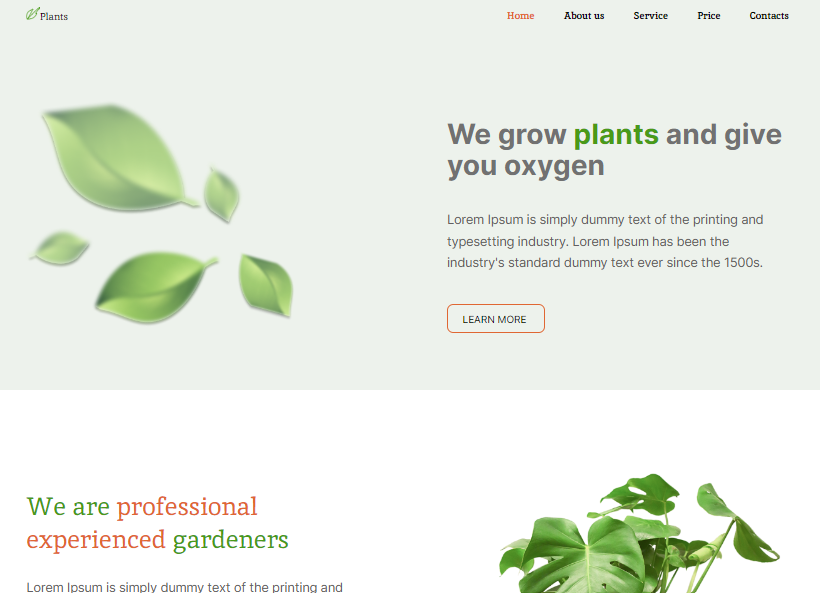 Plants
Home About us Service Price Contacts
We grow plants and give
you oxygen
Lorem Ipsum is simply dummy text of the printing and
typesetting industry. Lorem Ipsum has been the
industry's standard dummy text ever since the 1500s.
LEARN MORE
We are professional
experienced gardeners
Lorem Ipsum is simply dummy text of the printing and